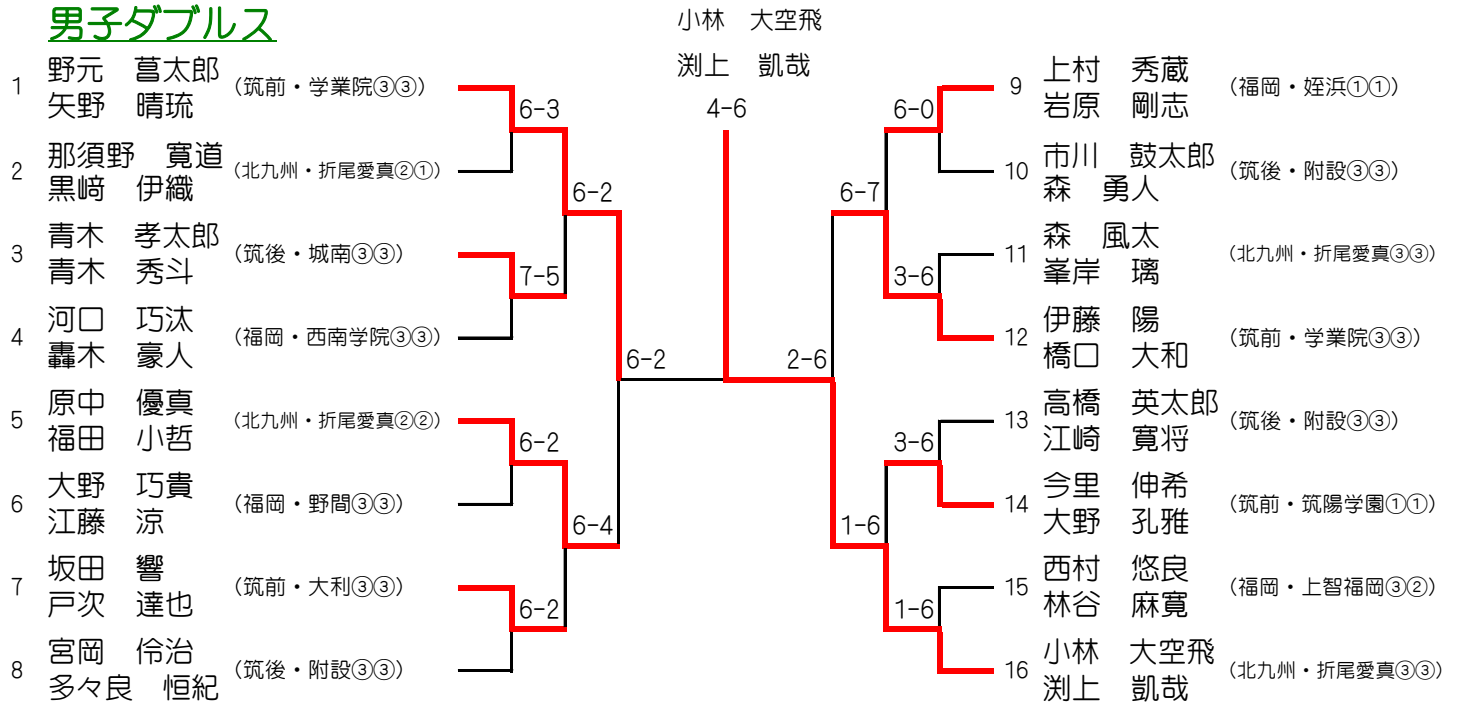 男子ダブルス
小林 大空飛
渕上 凱哉
4-6
1 野元 菖太郎 (筑前・学業院③③)
矢野 晴琉
6-3
2 那須野 寛道 (北九州・折尾愛真②①)
黒﨑 伊織
6-2
3 青木 孝太郎 (筑後・城南③③)
青木 秀斗
7-5
4 河口 巧汰 (福岡・西南学院③③)
轟木 豪人
6-2
5 原中 優真 (北九州・折尾愛真②②)
福田 小哲
6-2
6 大野 巧貴 (福岡・野間③③)
江藤 涼
6-4
7 坂田 響 (筑前・大利③③)
戸次 達也
6-2
8 宮岡 伶治 (筑後・附設③③)
多々良 恒紀
9 上村 秀蔵 (福岡・姪浜①①)
岩原 剛志
6-0
10 市川 鼓太郎 (筑後・附設③③)
森 勇人
6-7
11 森 風太 (北九州・折尾愛真③③)
峯岸 璃
3-6
12 伊藤 陽 (筑前・学業院③③)
橋口 大和
2-6
13 高橋 英太郎 (筑後・附設③③)
江崎 寛将
3-6
14 今里 伸希 (筑前・筑陽学園①①)
大野 孔雅
1-6
15 西村 悠良 (福岡・上智福岡③②)
林谷 麻寛
1-6
16 小林 大空飛 (北九州・折尾愛真③③)
渕上 凱哉